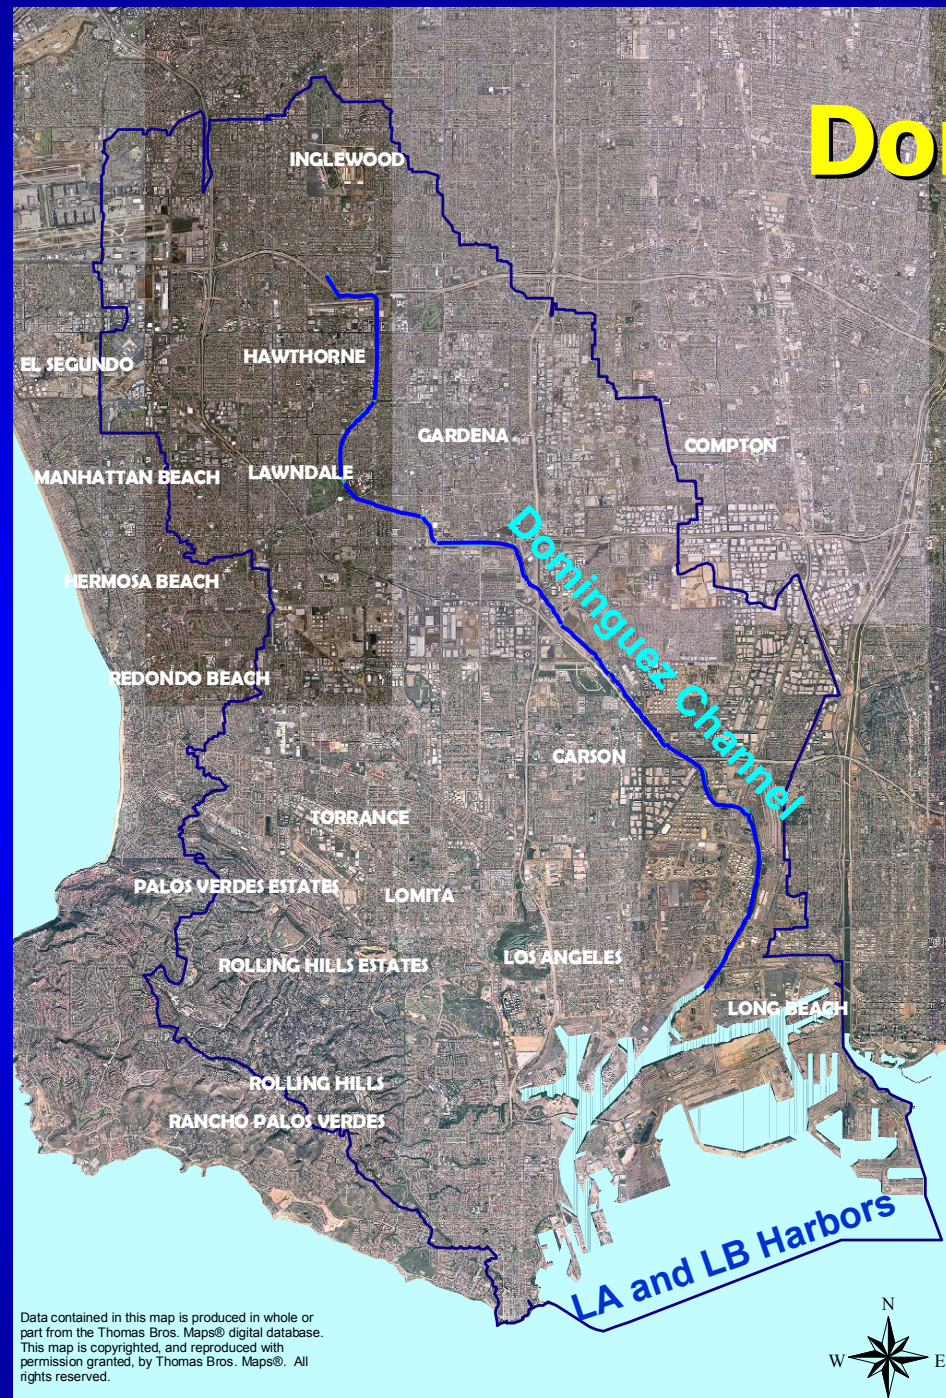 INGLEWOOD
HAWTHORNE
EL SEGUNDO
GARDENA
COMPTON
LAWNDALE
MANHATTAN BEACH
Dominguez Channel
HERMOSA BEACH
REDONDO BEACH
CARSON
TORRANCE
PALOS VERDES ESTATES
LOMITA
LOS ANGELES
ROLLING HILLS ESTATES
LONG BEACH
ROLLING HILLS
RANCHO PALOS VERDES
LA and LB Harbors
Data contained in this map is produced in whole or
part from the Thomas Bros. Maps® digital database.
This map is copyrighted, and reproduced with
permission granted, by Thomas Bros. Maps®. All
rights reserved.
N
W E